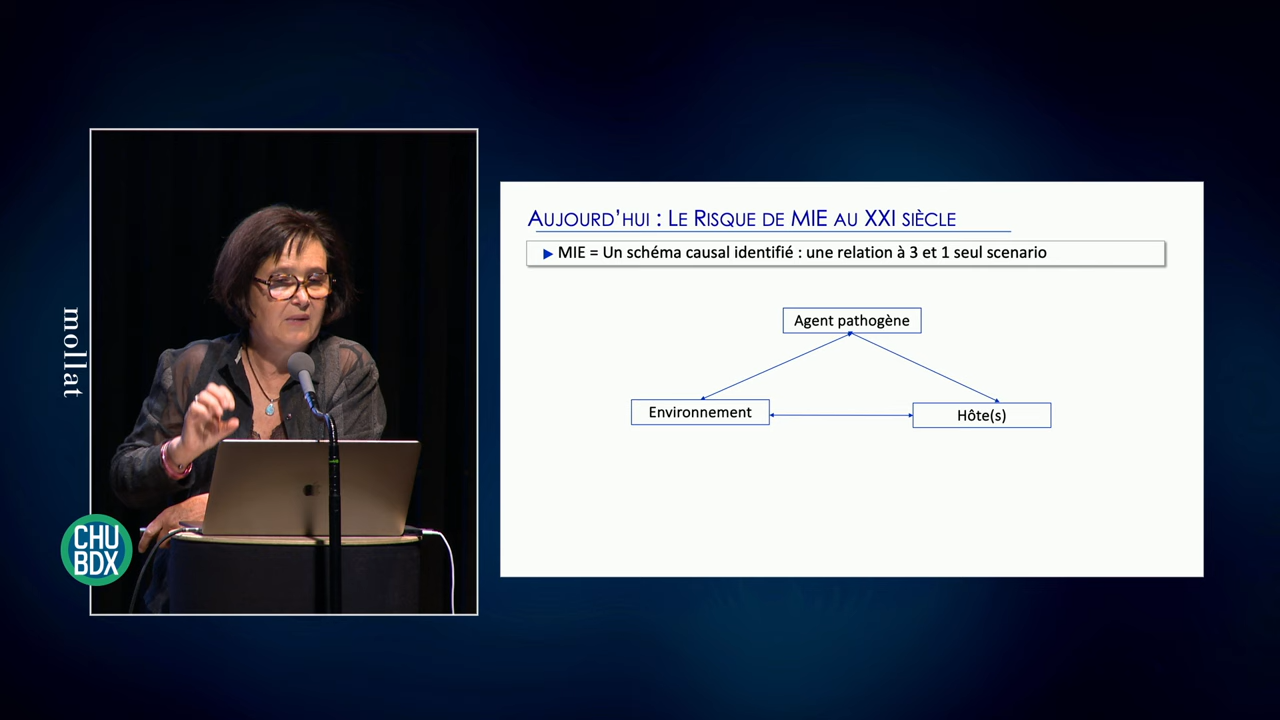 mollat
CHU
BDX
AUJOURD'HUI : LE RISQUE DE MIE AU XXI SIÈCLE
MIE = Un schéma causal identifié : une relation à 3 et 1 seul scenario
Agent pathogène
Environnement
Hôte(s)